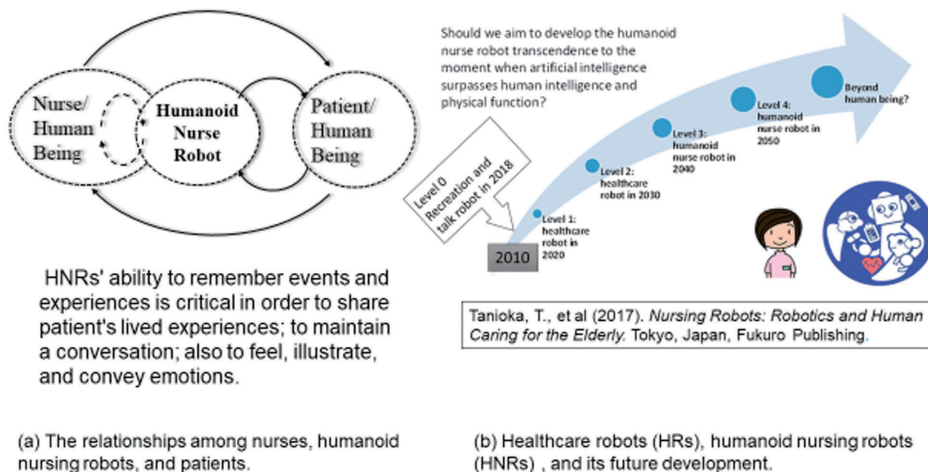 Nurse/
Human
Being
Humanoid
Nurse
Robot
Patient/
Human
Being
HNRs' ability to remember events and
experiences is critical in order to share
patient's lived experiences; to maintain
a conversation; also to feel, illustrate,
and convey emotions.
(a) The relationships among nurses, humanoid
nursing robots, and patients.
Should we aim to develop the humanoid
nurse robot transcendence to the
moment when artificial intelligence
surpasses human intelligence and
physical function?
Level 0
Recreation and
talk robot in 2018
2010
Level 1:
healthcare
robot in
2020
Level 2:
healthcare
robot in 2030
Level 3:
humanoid
nurse robot in
2040
Level 4:
humanoid
nurse robot in
2050
Beyond
human being?
Tanioka, T., et al (2017). Nursing Robots: Robotics and Human
Caring for the Elderly. Tokyo, Japan, Fukuro Publishing.
(b) Healthcare robots (HRs), humanoid nursing robots
(HNRs) , and its future development.